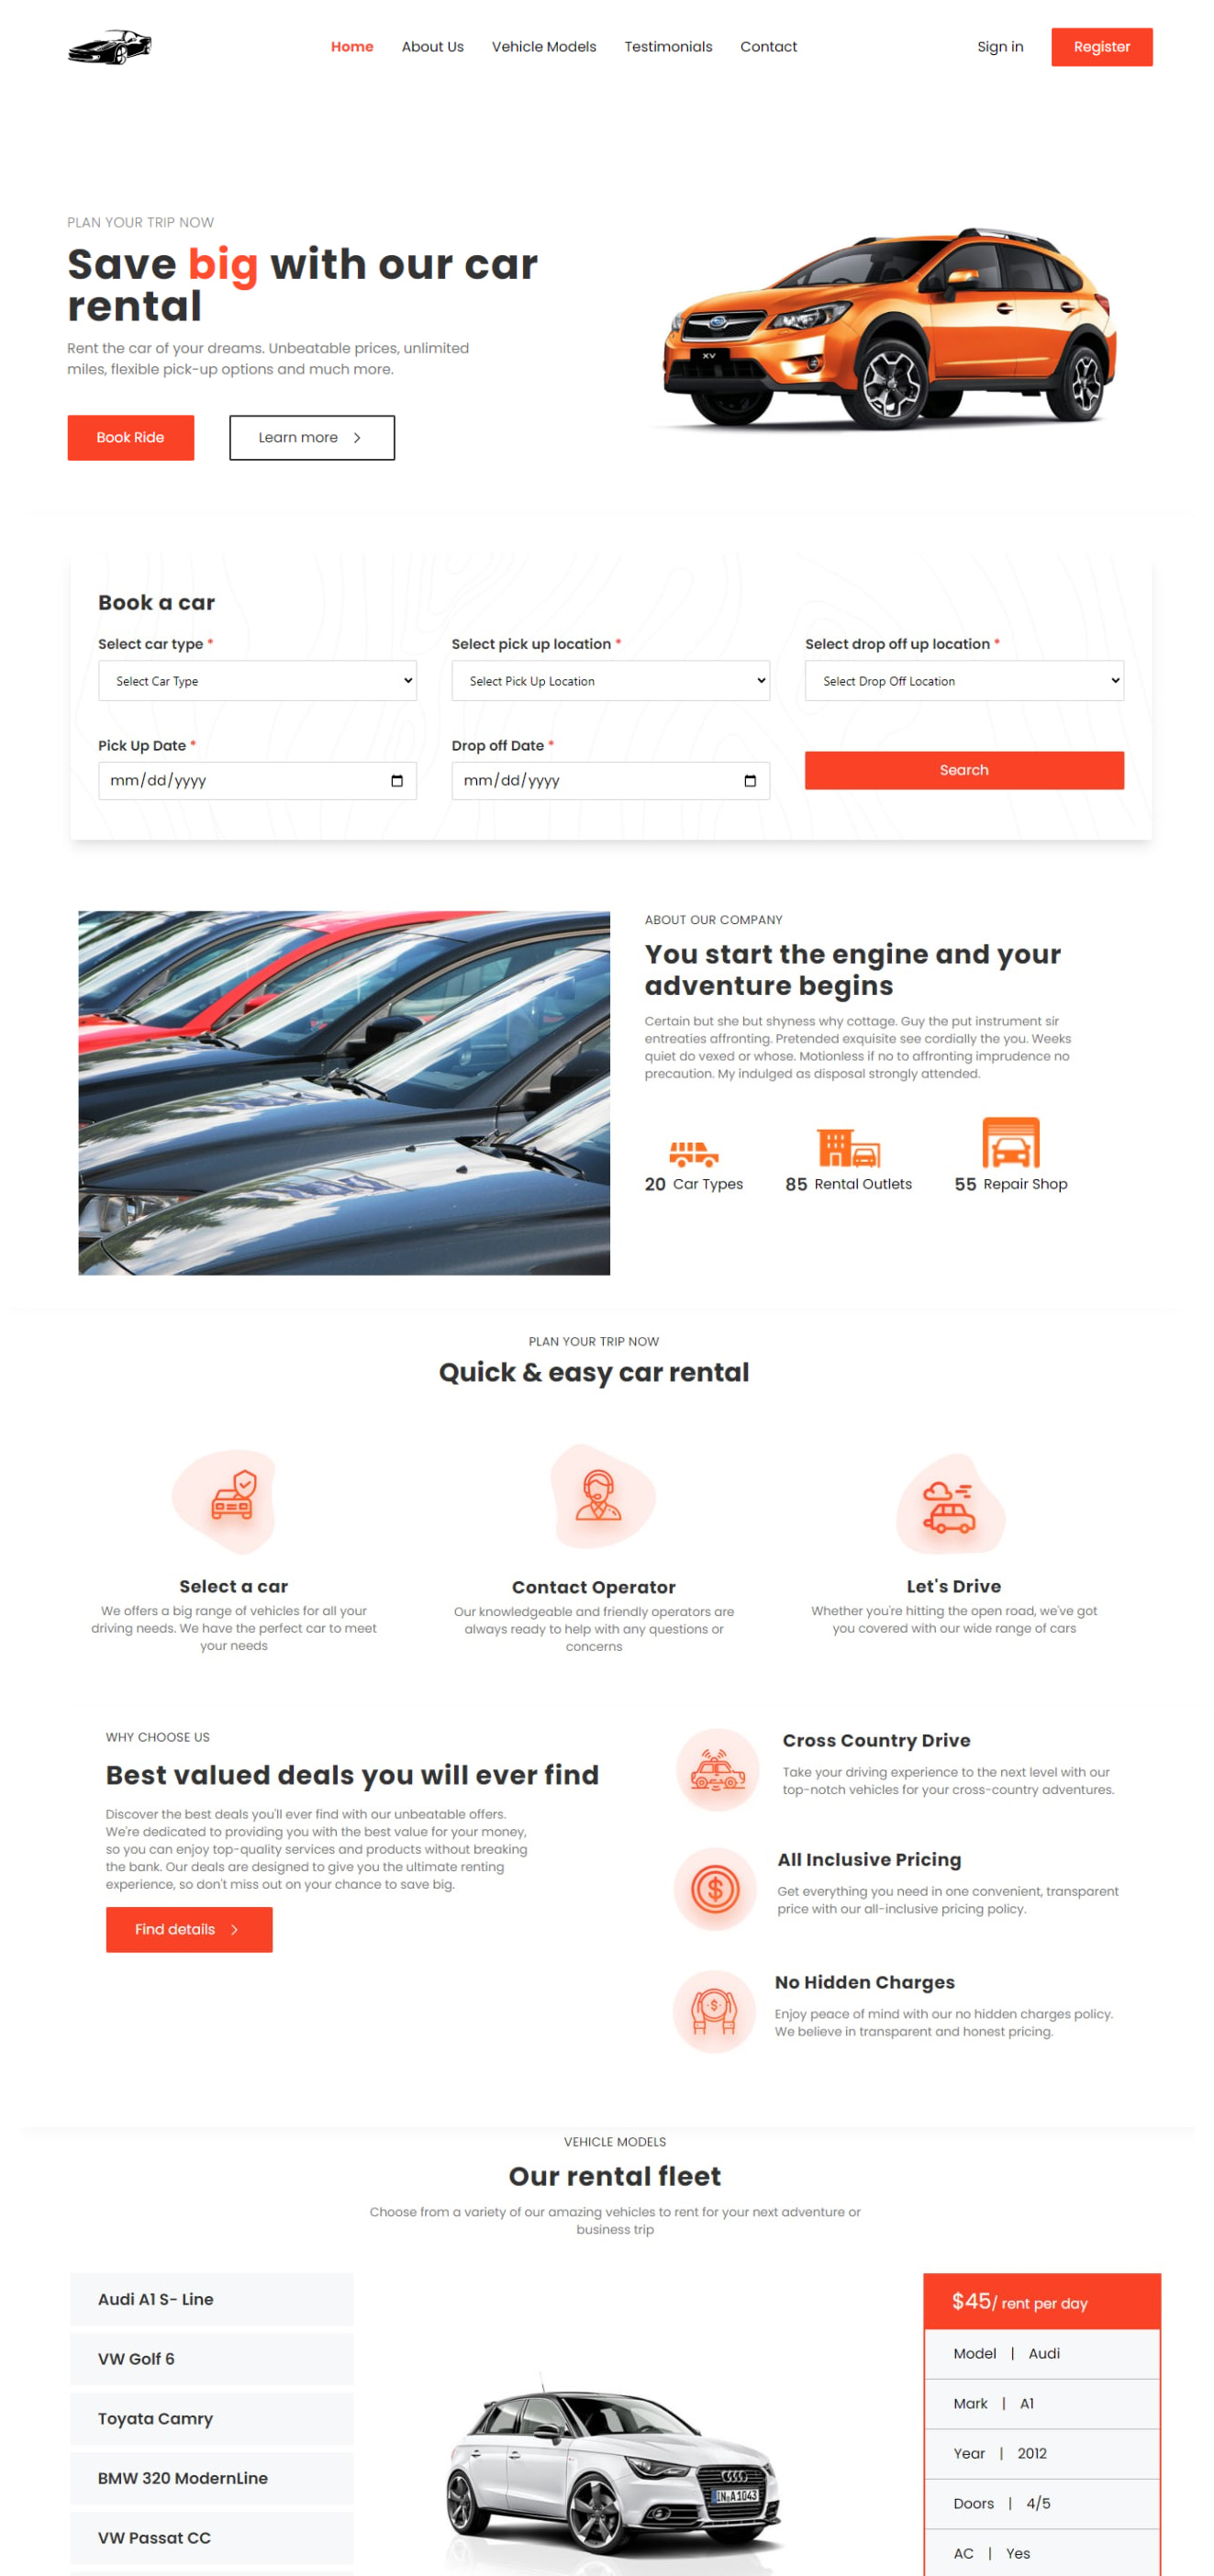 Home About Us Vehicle Models Testimonials Contact Sign in Register
PLAN YOUR TRIP NOW
Save big with our car
rental
Rent the car of your dreams. Unbeatable prices, unlimited
miles, flexible pick-up options and much more.
Book Ride Learn more
XV
Book a car
Select car type * Select pick up location * Select drop off up location *
Select Car Type Select Pick Up Location Select Drop Off Location
Pick Up Date * Drop off Date *
mm/dd/yyyy mm/dd/yyyy Search
ABOUT OUR COMPANY
You start the engine and your
adventure begins
Certain but she but shyness why cottage. Guy the put instrument sir
entreaties affronting. Pretended exquisite see cordially the you. Weeks
quiet do vexed or whose. Motionless if no to affronting imprudence no
precaution. My indulged as disposal strongly attended.
20 Car Types 85 Rental Outlets 55 Repair Shop
PLAN YOUR TRIP NOW
Quick & easy car rental
Select a car
We offers a big range of vehicles for all your
driving needs. We have the perfect car to meet
your needs
Contact Operator
Our knowledgeable and friendly operators are
always ready to help with any questions or
concerns
Let's Drive
Whether you're hitting the open road, we've got
you covered with our wide range of cars
WHY CHOOSE US
Best valued deals you will ever find
Discover the best deals you'll ever find with our unbeatable offers.
We're dedicated to providing you with the best value for your money,
so you can enjoy top-quality services and products without breaking
the bank. Our deals are designed to give you the ultimate renting
experience, so don't miss out on your chance to save big.
Find details
Cross Country Drive
Take your driving experience to the next level with our
top-notch vehicles for your cross-country adventures.
All Inclusive Pricing
Get everything you need in one convenient, transparent
price with our all-inclusive pricing policy.
No Hidden Charges
Enjoy peace of mind with our no hidden charges policy.
We believe in transparent and honest pricing.
VEHICLE MODELS
Our rental fleet
Choose from a variety of our amazing vehicles to rent for your next adventure or
business trip
Audi A1 S- Line
VW Golf 6
Toyata Camry
BMW 320 ModernLine
VW Passat CC
IN A 1043
$45/ rent per day
Model | Audi
Mark | A1
Year | 2012
Doors | 4/5
AC | Yes